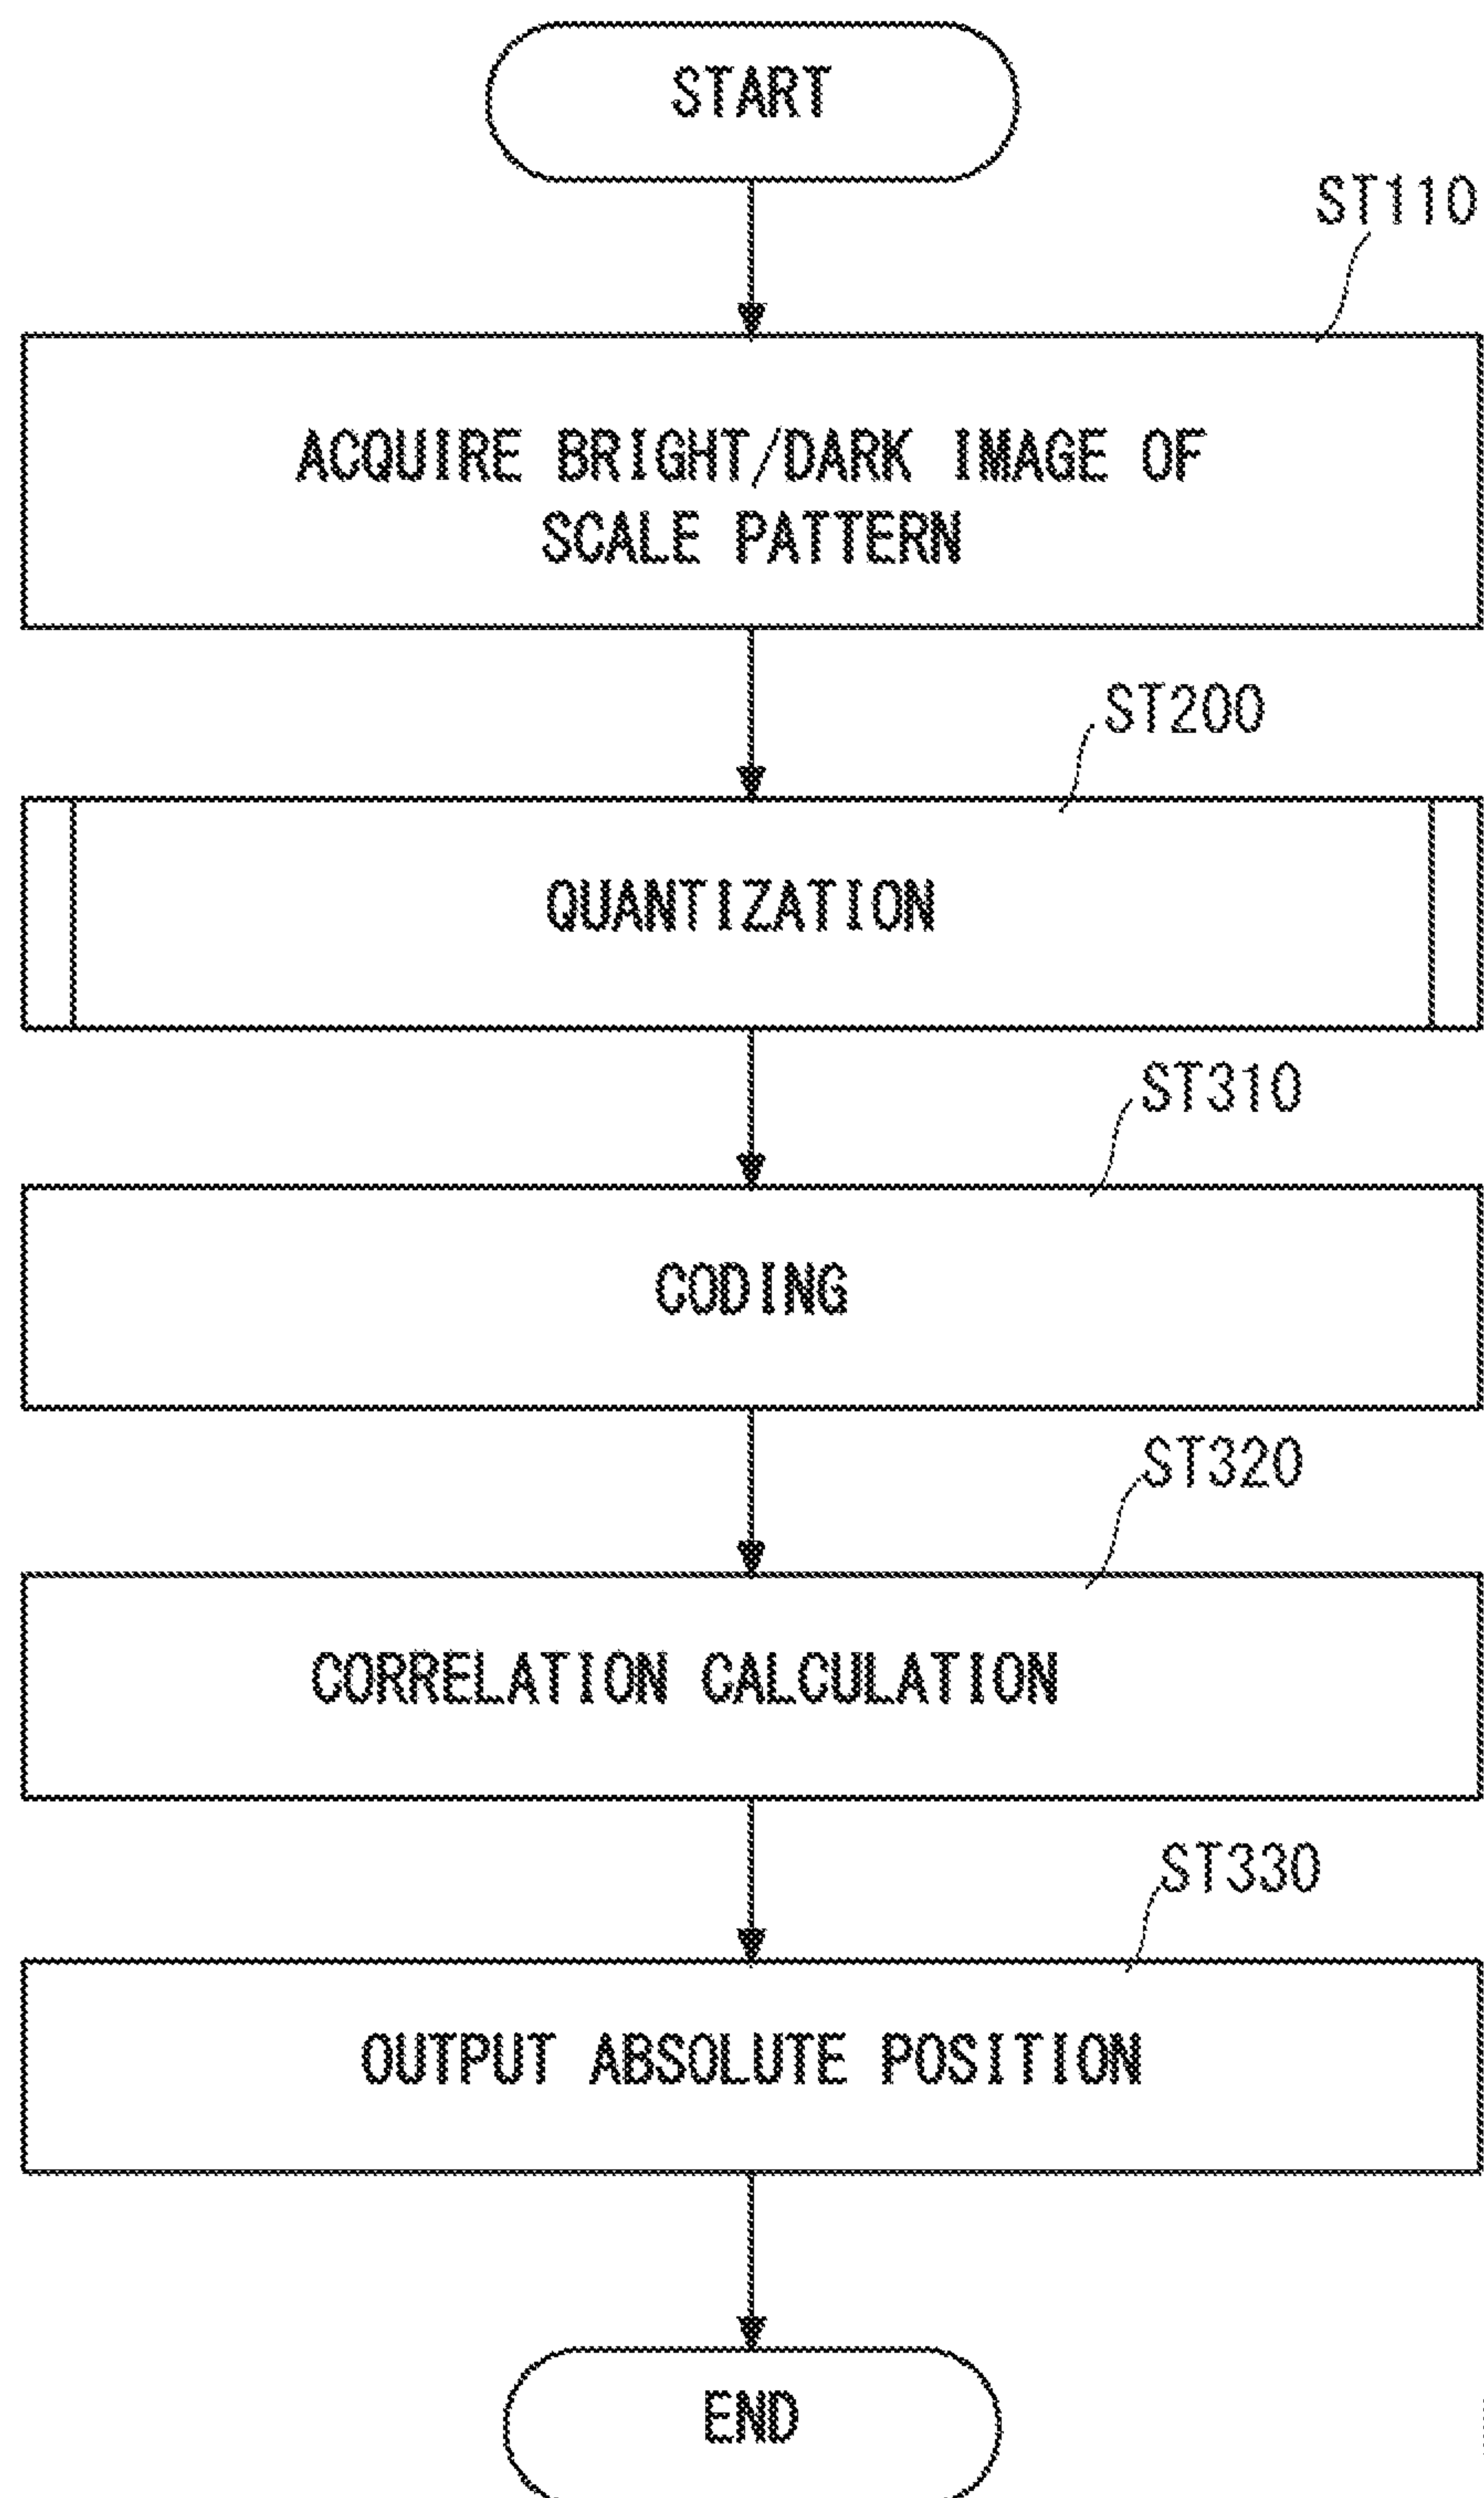 START
ST110
ACQUIRE BRIGHT/DARK IMAGE OF
SCALE PATTERN
ST200
QUANTIZATION
ST310
CODING
ST320
CORRELATION CALCULATION
ST330
OUTPUT ABSOLUTE POSITION
END